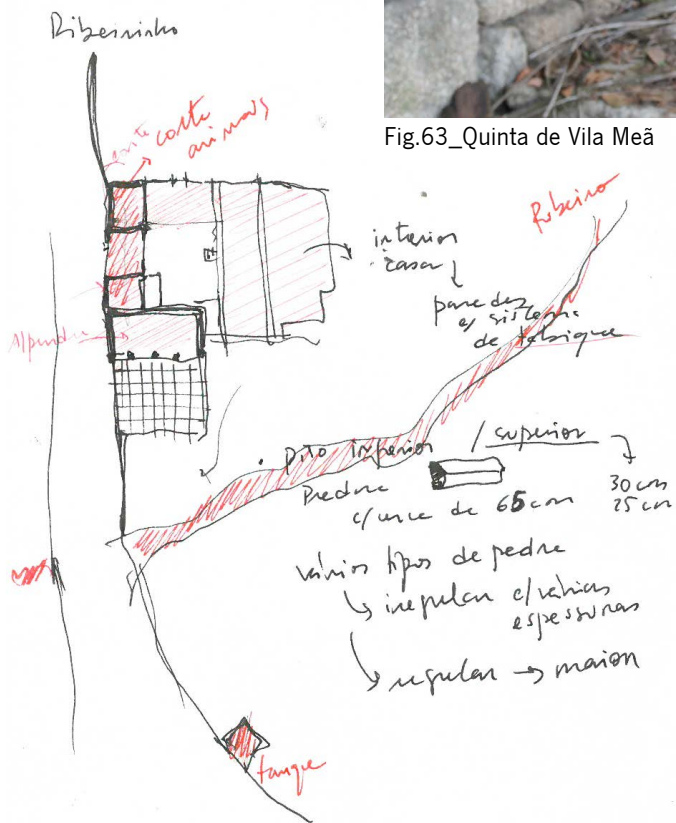 Ribeirinho
Fig.63_Quinta de Vila Meã
corte
animais
Ribeiro
interior
casa
paredes
c/ sistema
de tabique
Alpendre
Piso inferior / superior
Pedra
c/ cerca de 65 cm
30 cm
25 cm
vários tipos de pedra
irregular c/ várias
espessuras
regular → maior
tanque